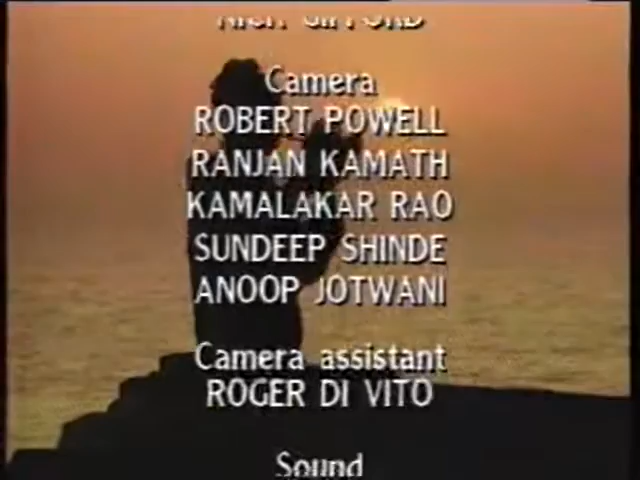 Camera
ROBERT POWELL
RANJAN KAMATH
KAMALAKAR RAO
SUNDEEP SHINDE
ANOOP JOTWANI
Camera assistant
ROGER DI VITO
Sound